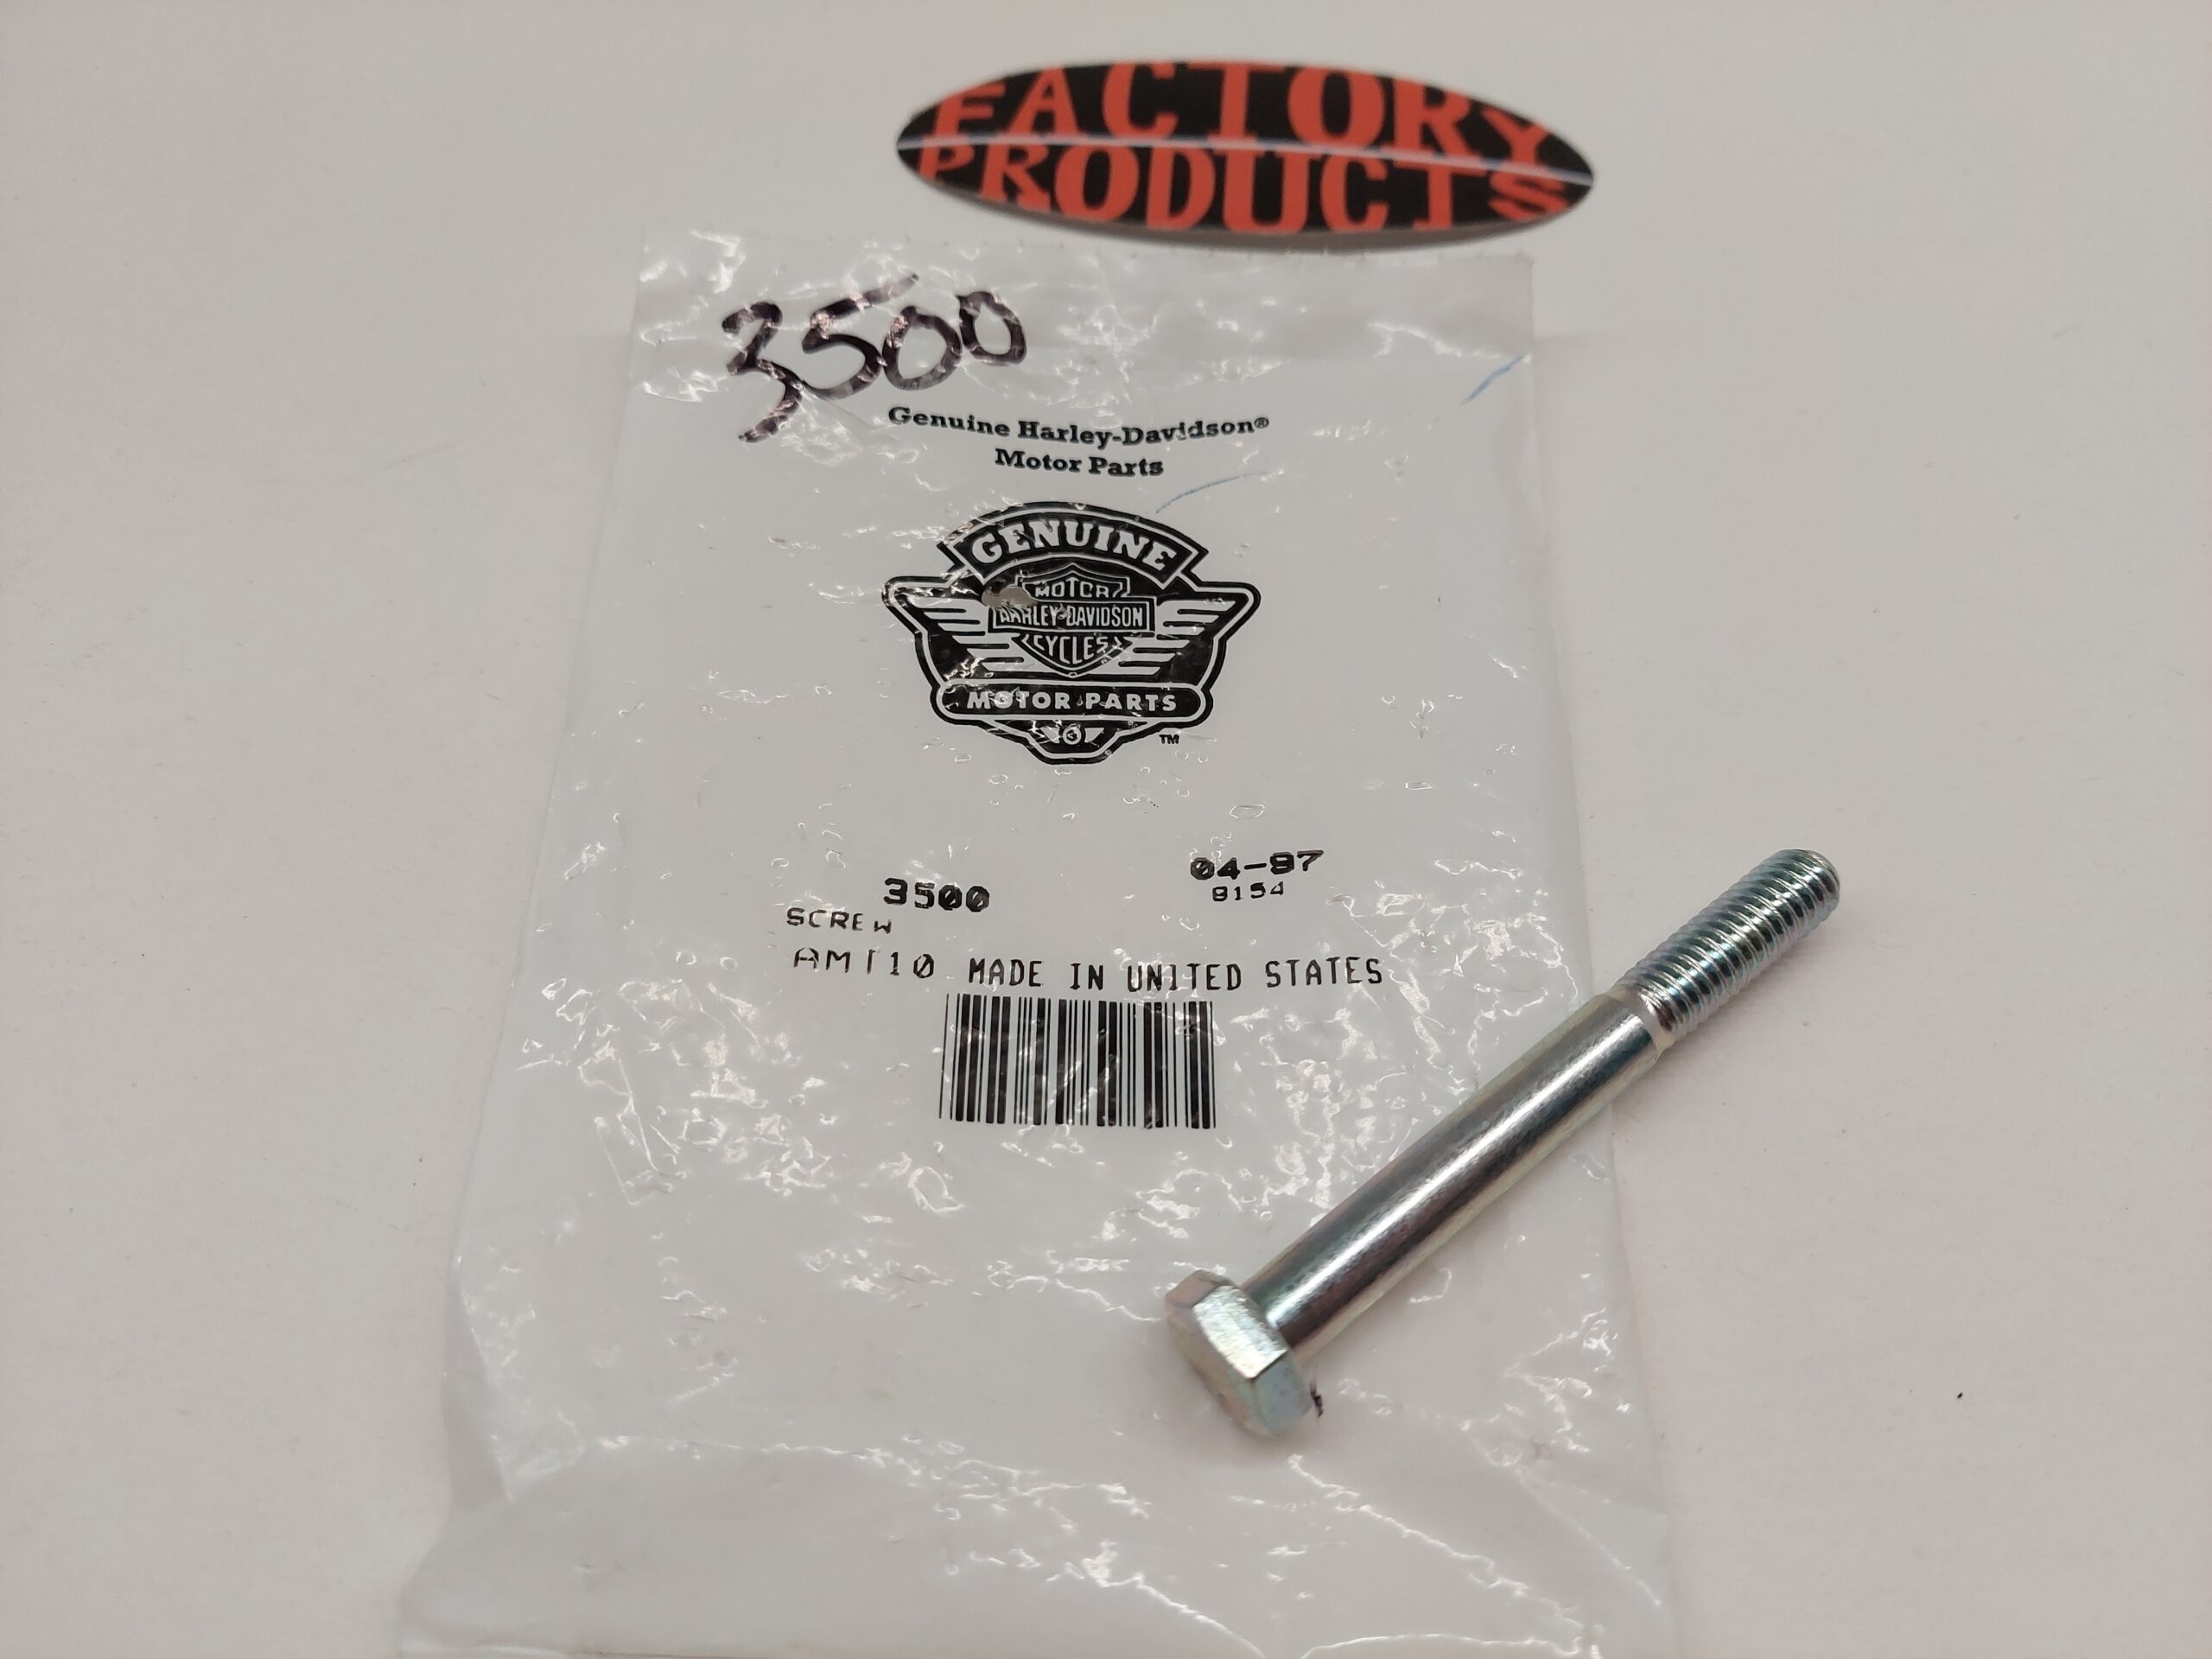 FACTORY
PRODUCTS
3500
Genuine Harley-Davidson®
Motor Parts
GENUINE
MOTOR
HARLEY-DAVIDSON
CYCLES
MOTOR PARTS
™
3500 04-97
SCREW 8154
AMT10 MADE IN UNITED STATES